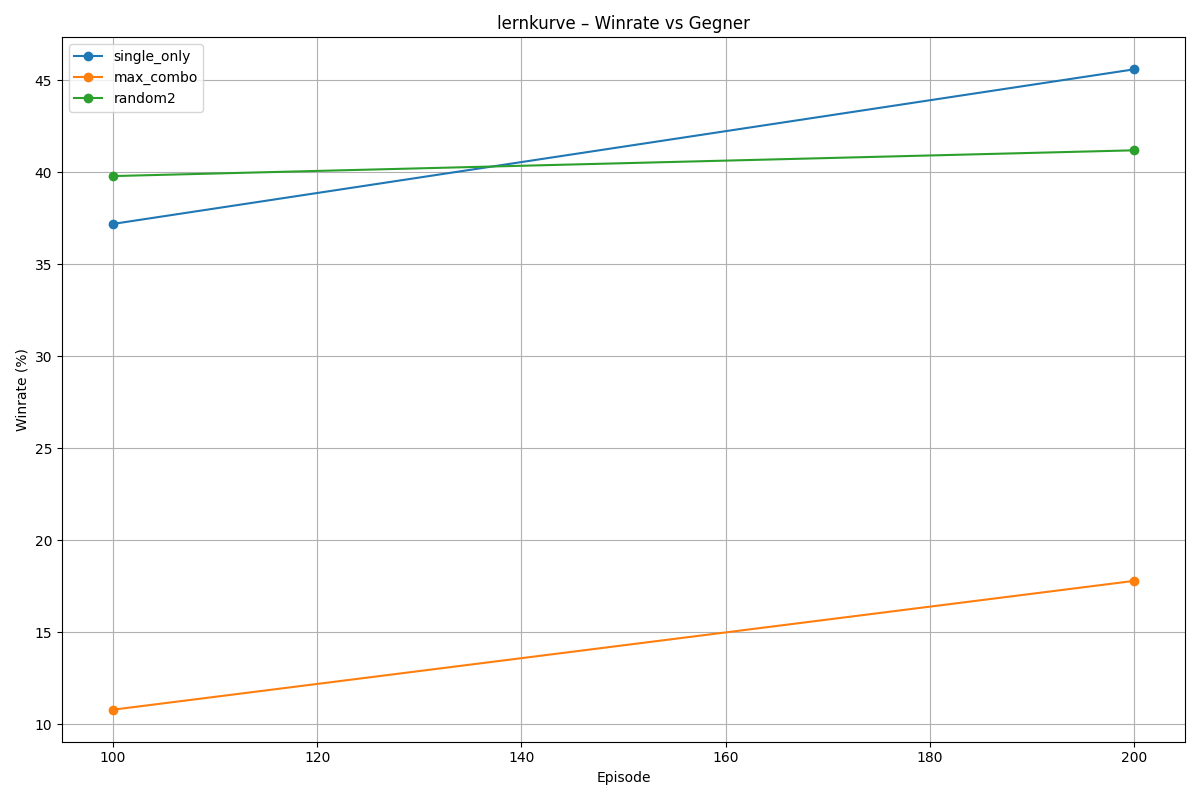 lernkurve – Winrate vs Gegner
single_only
max_combo
random2
Winrate (%)
45
40
35
30
25
20
15
10
100 120 140 160 180 200
Episode